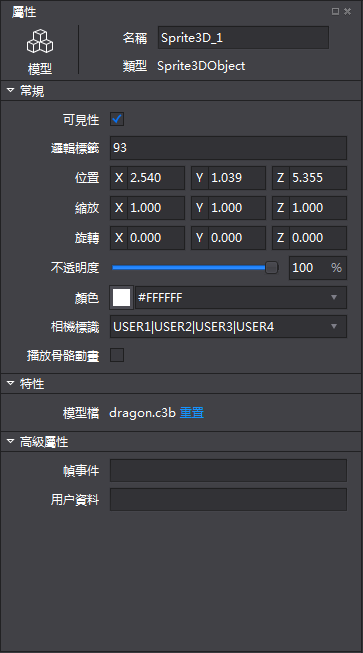 屬性
名稱 Sprite3D_1
模型 類型 Sprite3DObject
常規
可見性
邏輯標籤 93
位置 X 2.540 Y 1.039 Z 5.355
縮放 X 1.000 Y 1.000 Z 1.000
旋轉 X 0.000 Y 0.000 Z 0.000
不透明度 100 %
顏色 #FFFFFF
相機標識 USER1|USER2|USER3|USER4
播放骨骼動畫
特性
模型檔 dragon.c3b 重置
高級屬性
幀事件
用户資料